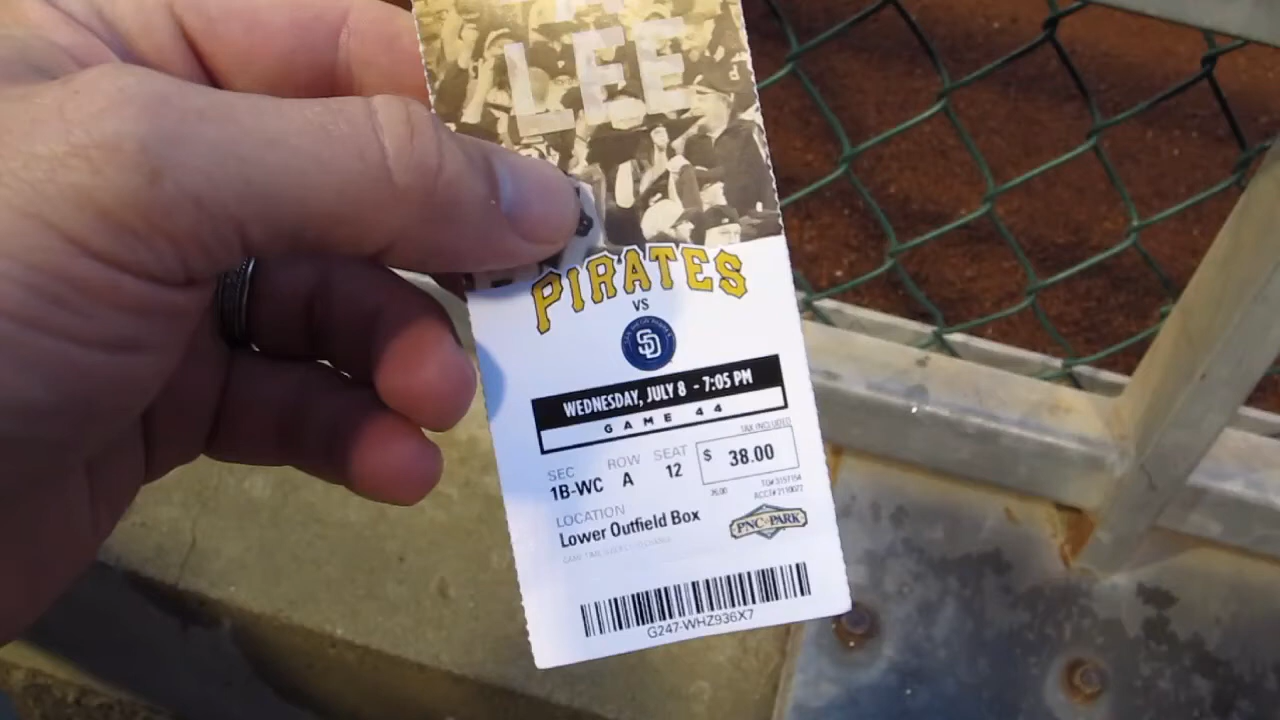 LEE
PIRATES
VS
SD
WEDNESDAY, JULY 8 - 7:05 PM
GAME 44
TAX INCLUDED
SEC ROW SEAT
1B-WC A 12
$ 38.00
LOCATION
Lower Outfield Box
PNC PARK
G247-WHZ936X7